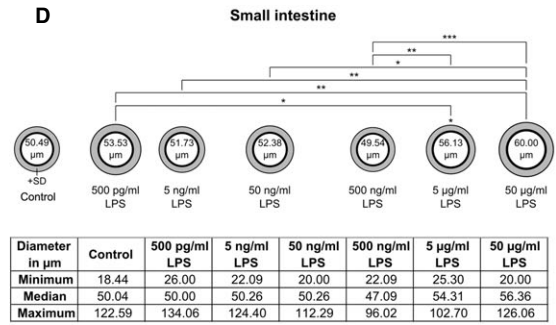 D
Small intestine
***
**
*
**
**
*
*
50.49 µm
53.53 µm
51.73 µm
52.38 µm
49.54 µm
56.13 µm
60.00 µm
+SD
Control
500 pg/ml LPS
5 ng/ml LPS
50 ng/ml LPS
500 ng/ml LPS
5 µg/ml LPS
50 µg/ml LPS
Diameter in µm Control 500 pg/ml LPS 5 ng/ml LPS 50 ng/ml LPS 500 ng/ml LPS 5 µg/ml LPS 50 µg/ml LPS
Minimum 18.44 26.00 22.09 20.00 22.09 25.30 20.00
Median 50.04 50.00 50.26 50.26 47.09 54.31 56.36
Maximum 122.59 134.06 124.40 112.29 96.02 102.70 126.06